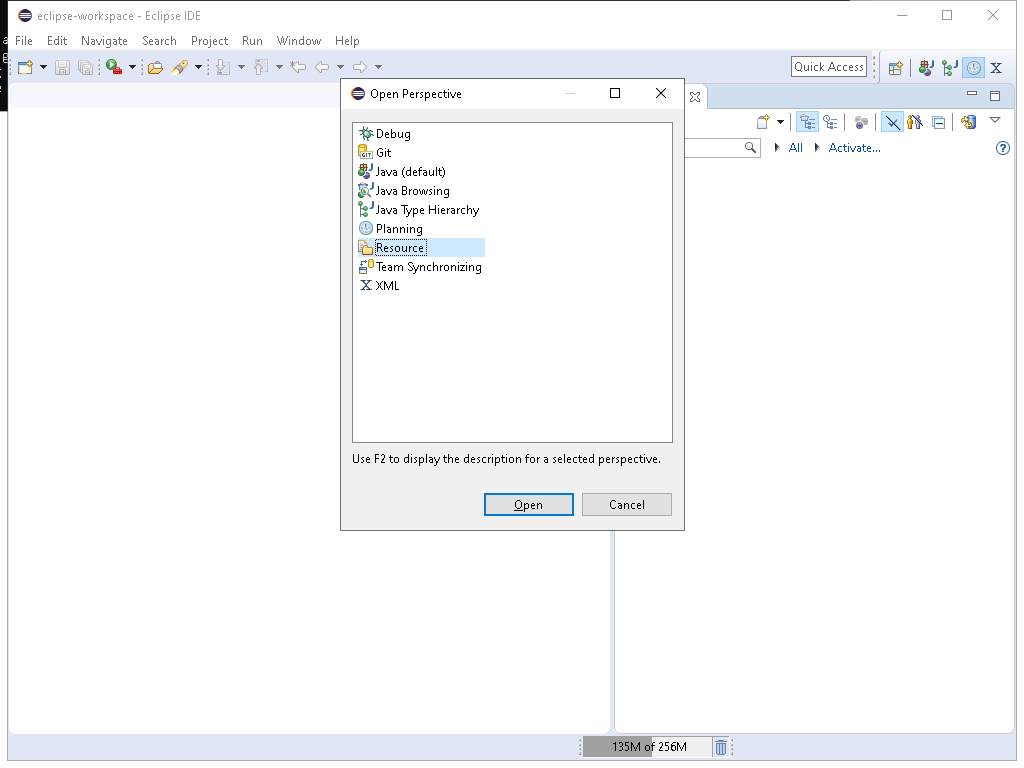 eclipse-workspace - Eclipse IDE
File Edit Navigate Search Project Run Window Help
Quick Access
X
Open Perspective
All Activate...
Debug
GIT Git
Java (default)
Java Browsing
Java Type Hierarchy
Planning
Resource
Team Synchronizing
X XML
Use F2 to display the description for a selected perspective.
Open Cancel
135M of 256M